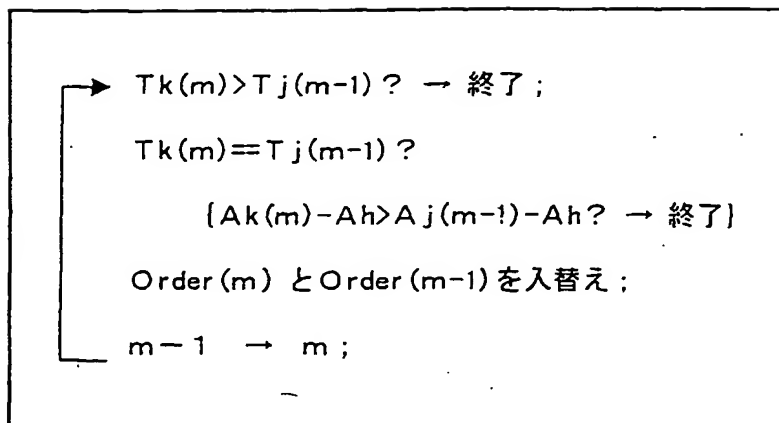 Tk(m)>Tj(m-1)? → 終了;
Tk(m)==Tj(m-1)?
{Ak(m)-Ah>Aj(m-1)-Ah? → 終了}
Order(m)とOrder(m-1)を入替え;
m-1 → m;